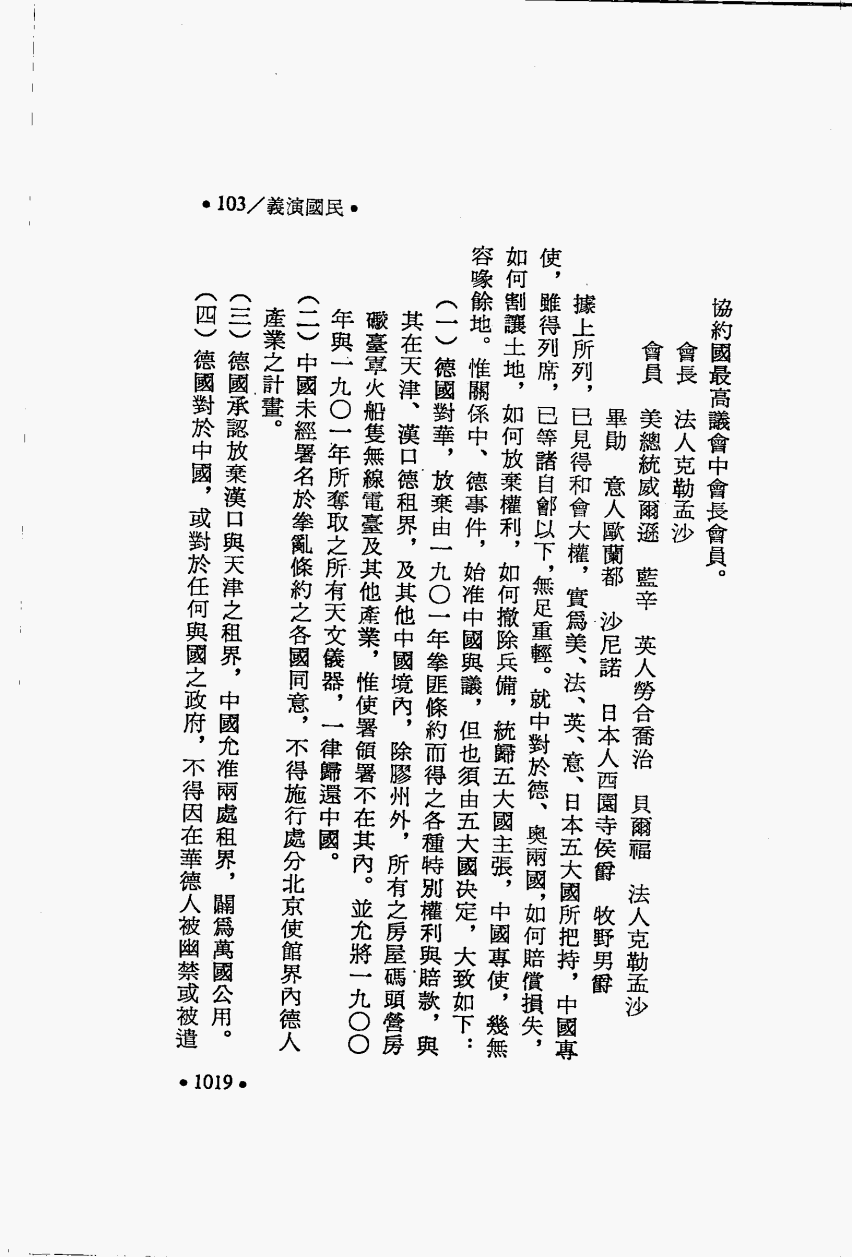 •103／義演國民•
協約國最高議會中會長會員。
會長　法人克勒孟沙
會員　美總統威爾遜　藍辛　英人勞合喬治　貝爾福　法人克勒孟沙
畢勛　意人歐蘭都　沙尼諾　日本人西園寺侯爵　牧野男爵
據上所列，已見得和會大權，實爲美、法、英、意、日本五大國所把持，中國專
使，雖得列席，已等諸自鄶以下，無足重輕。就中對於德、奥兩國，如何賠償損失，
如何割讓土地，如何放棄權利，如何撤除兵備，統歸五大國主張，中國專使，幾無
容喙餘地。惟關係中、德事件，始准中國與議，但也須由五大國決定，大致如下：
（一）德國對華，放棄由一九〇一年拳匪條約而得之各種特別權利與賠款，與
其在天津、漢口德租界，及其他中國境內，除膠州外，所有之房屋碼頭營房
礮臺軍火船隻無線電臺及其他產業，惟使署領署不在其內。並允將一九〇〇
年與一九〇一年所奪取之所有天文儀器，一律歸還中國。
（二）中國未經署名於拳亂條約之各國同意，不得施行處分北京使館界內德人
產業之計畫。
（三）德國承認放棄漢口與天津之租界，中國允准兩處租界，闢爲萬國公用。
（四）德國對於中國，或對於任何與國之政府，不得因在華德人被幽禁或被遣
•1019•